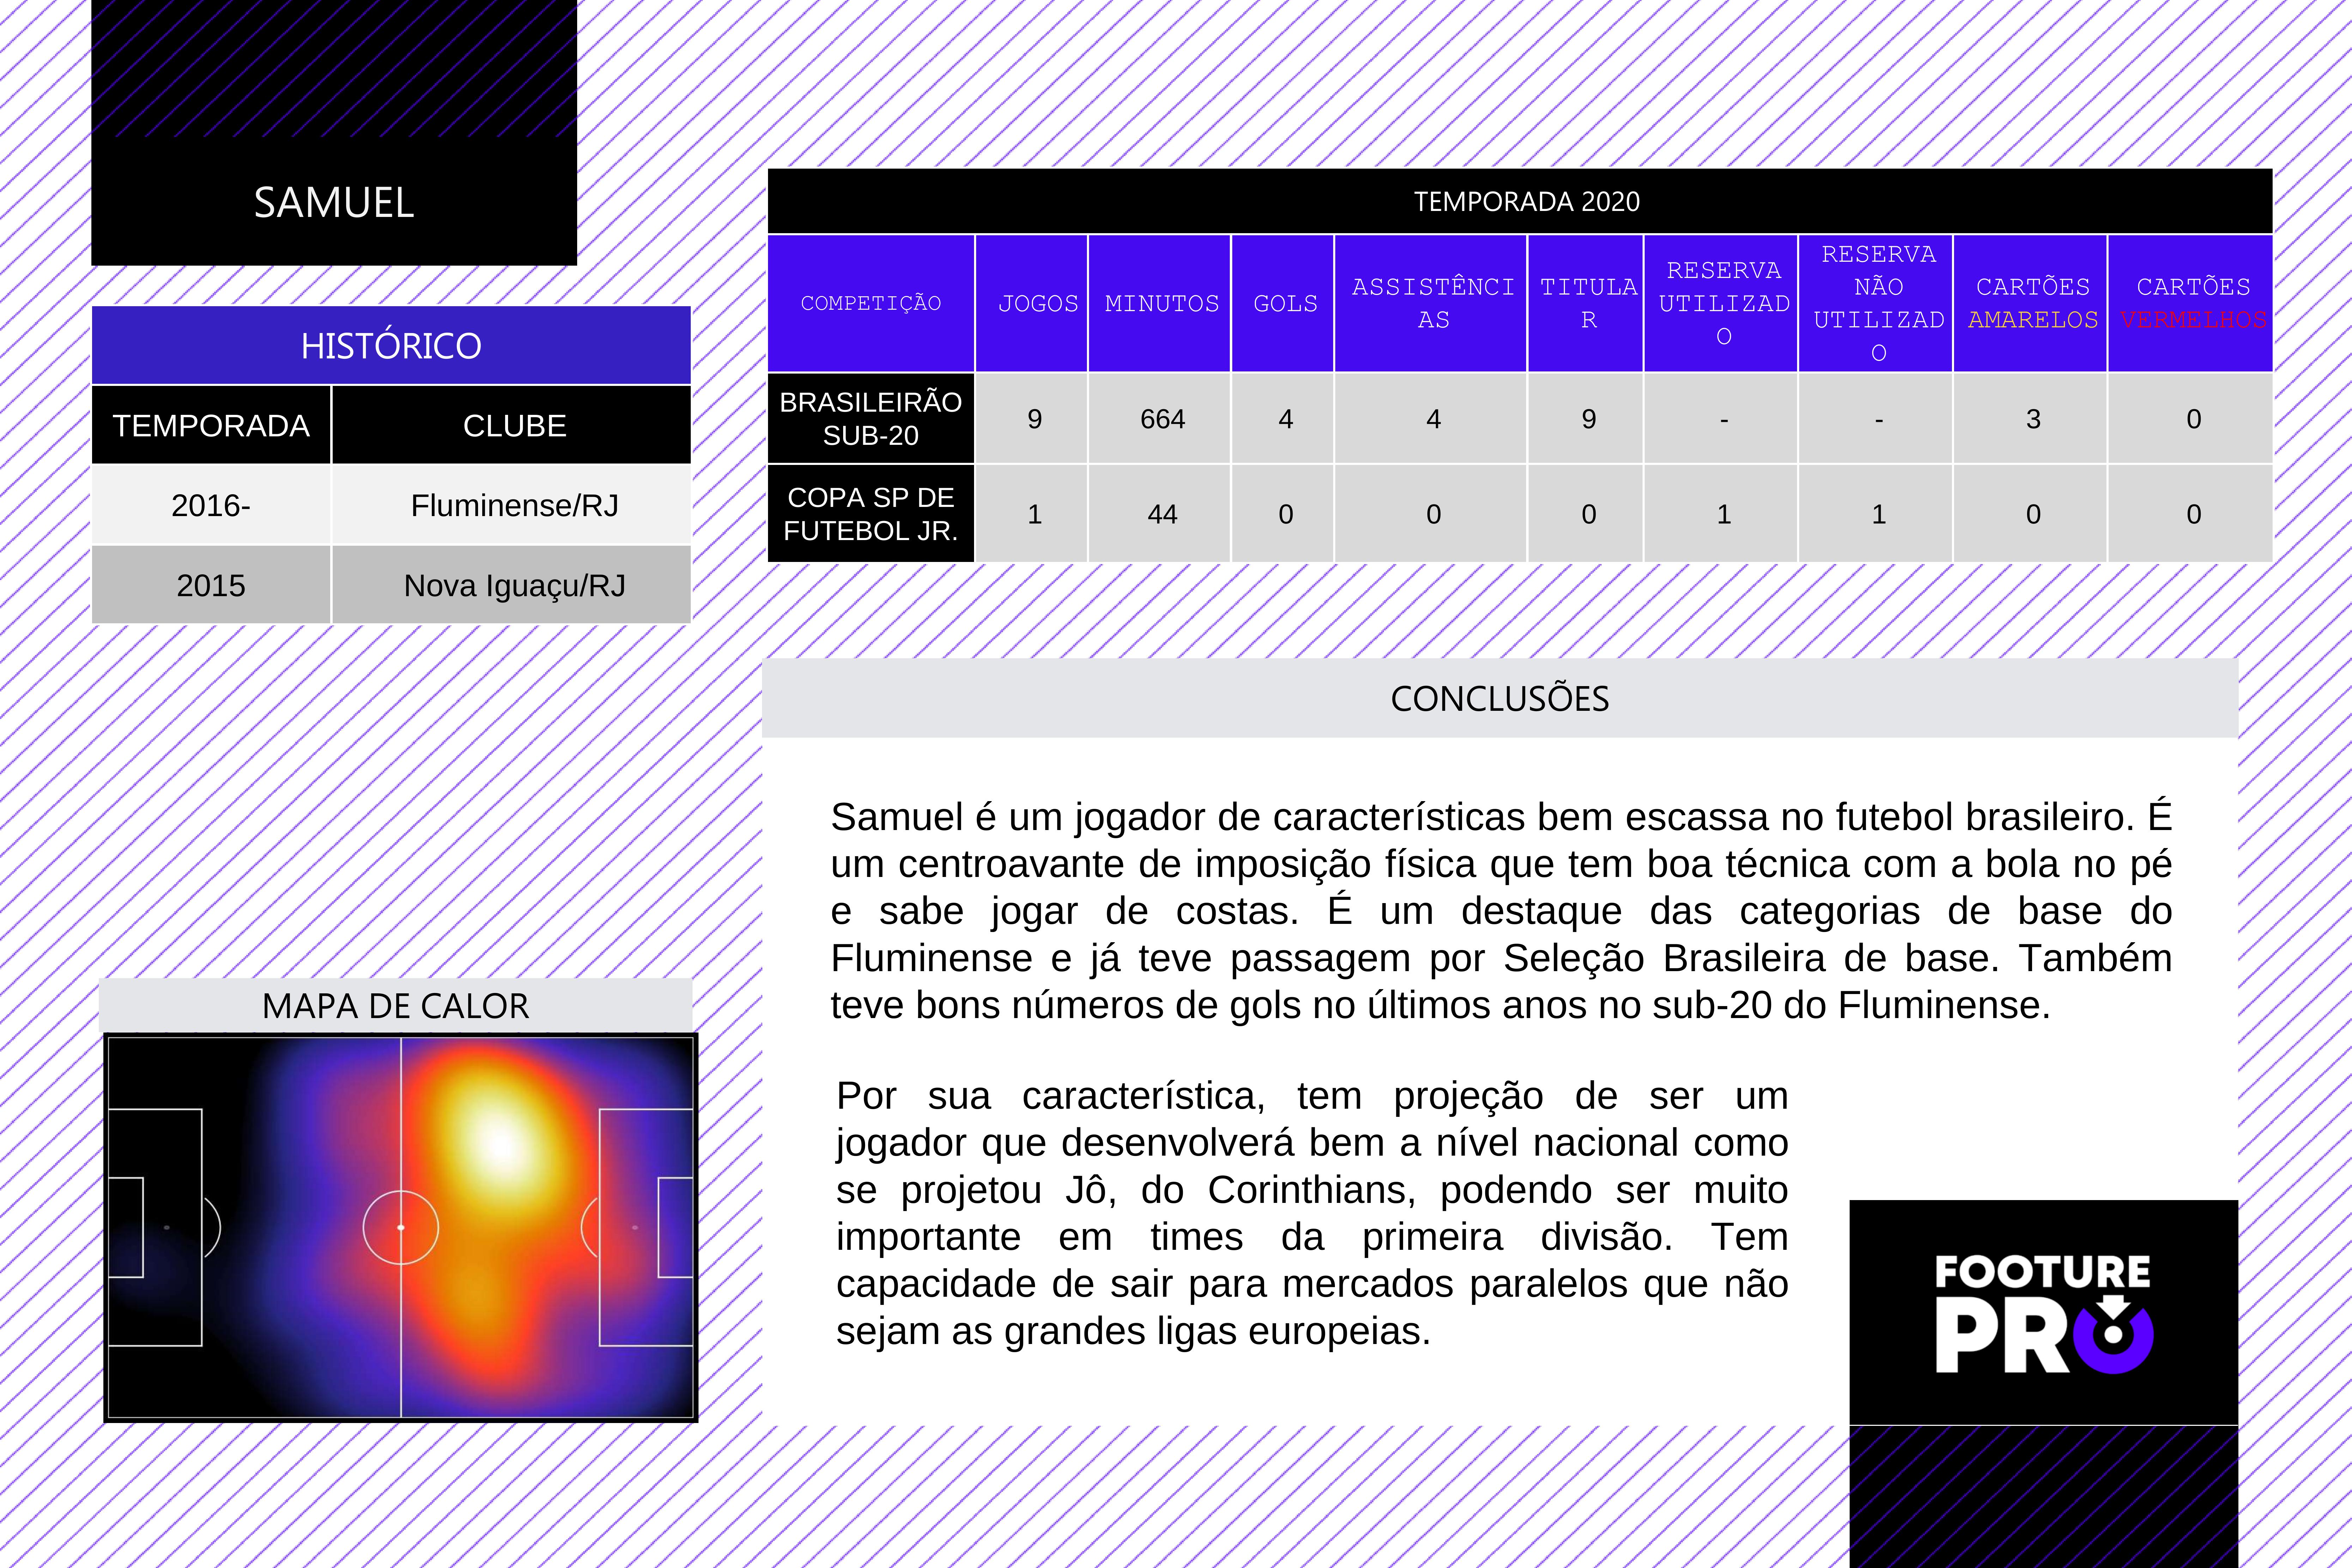 SAMUEL
HISTÓRICO
TEMPORADA CLUBE
2016- Fluminense/RJ
2015 Nova Iguaçu/RJ
TEMPORADA 2020
COMPETIÇÃO JOGOS MINUTOS GOLS ASSISTÊNCIAS TITULAR RESERVA UTILIZADO RESERVA NÃO UTILIZADO CARTÕES AMARELOS CARTÕES VERMELHOS
BRASILEIRÃO SUB-20 9 664 4 4 9 - - 3 0
COPA SP DE FUTEBOL JR. 1 44 0 0 0 1 1 0 0
CONCLUSÕES
Samuel é um jogador de características bem escassa no futebol brasileiro. É
um centroavante de imposição física que tem boa técnica com a bola no pé
e sabe jogar de costas. É um destaque das categorias de base do
Fluminense e já teve passagem por Seleção Brasileira de base. Também
teve bons números de gols no últimos anos no sub-20 do Fluminense.
Por sua característica, tem projeção de ser um
jogador que desenvolverá bem a nível nacional como
se projetou Jô, do Corinthians, podendo ser muito
importante em times da primeira divisão. Tem
capacidade de sair para mercados paralelos que não
sejam as grandes ligas europeias.
MAPA DE CALOR
FOOTURE
PRO